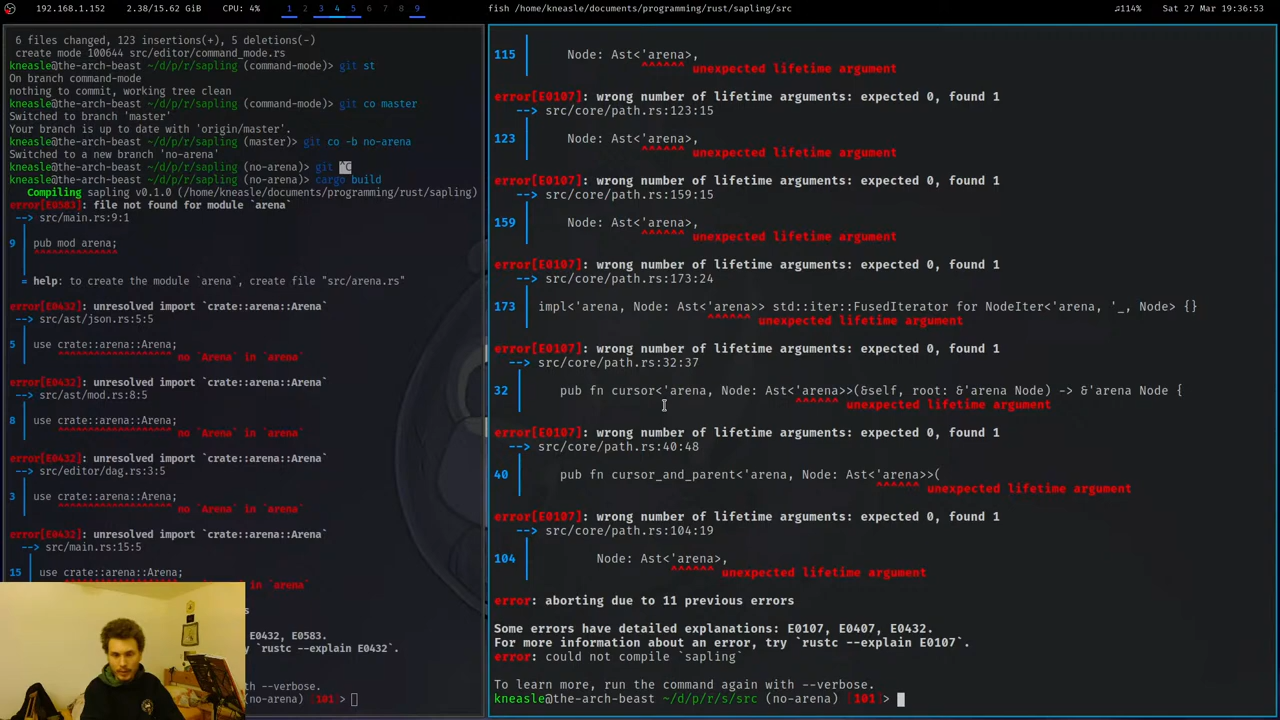 192.168.1.152
2.38/15.62 GiB
CPU: 4%
1 2 3 4 5 6 7 8 9
fish /home/kneasle/documents/programming/rust/sapling/src
♫114%
Sat 27 Mar 19:36:53
6 files changed, 123 insertions(+), 5 deletions(-)
create mode 100644 src/editor/command_mode.rs
kneasle@the-arch-beast ~/d/p/r/sapling (command-mode)> git st
On branch command-mode
nothing to commit, working tree clean
kneasle@the-arch-beast ~/d/p/r/sapling (command-mode)> git co master
Switched to branch 'master'
Your branch is up to date with 'origin/master'.
kneasle@the-arch-beast ~/d/p/r/sapling (master)> git co -b no-arena
Switched to a new branch 'no-arena'
kneasle@the-arch-beast ~/d/p/r/sapling (no-arena)> git ^C
kneasle@the-arch-beast ~/d/p/r/sapling (no-arena)> cargo build
Compiling sapling v0.1.0 (/home/kneasle/documents/programming/rust/sapling)
error[E0583]: file not found for module `arena`
--> src/main.rs:9:1
9 | pub mod arena;
^^^^^^^^^^^^^^
= help: to create the module `arena`, create file "src/arena.rs"
error[E0432]: unresolved import `crate::arena::Arena`
--> src/ast/json.rs:5:5
5 | use crate::arena::Arena;
^^^^^^^^^^^^^^^^^^^ no `Arena` in `arena`
error[E0432]: unresolved import `crate::arena::Arena`
--> src/ast/mod.rs:8:5
8 | use crate::arena::Arena;
^^^^^^^^^^^^^^^^^^^ no `Arena` in `arena`
error[E0432]: unresolved import `crate::arena::Arena`
--> src/editor/dag.rs:3:5
3 | use crate::arena::Arena;
^^^^^^^^^^^^^^^^^^^ no `Arena` in `arena`
error[E0432]: unresolved import `crate::arena::Arena`
--> src/main.rs:15:5
15 | use crate::arena::Arena;
in `arena`
E0432, E0583.
`rustc --explain E0432`.
with --verbose.
(no-arena) [101]>
115 | Node: Ast<'arena>,
^^^^^^ unexpected lifetime argument
error[E0107]: wrong number of lifetime arguments: expected 0, found 1
--> src/core/path.rs:123:15
123 | Node: Ast<'arena>,
^^^^^^ unexpected lifetime argument
error[E0107]: wrong number of lifetime arguments: expected 0, found 1
--> src/core/path.rs:159:15
159 | Node: Ast<'arena>,
^^^^^^ unexpected lifetime argument
error[E0107]: wrong number of lifetime arguments: expected 0, found 1
--> src/core/path.rs:173:24
173 | impl<'arena, Node: Ast<'arena>> std::iter::FusedIterator for NodeIter<'arena, '_, Node> {}
^^^^^^ unexpected lifetime argument
error[E0107]: wrong number of lifetime arguments: expected 0, found 1
--> src/core/path.rs:32:37
32 | pub fn cursor<'arena, Node: Ast<'arena>>(&self, root: &'arena Node) -> &'arena Node {
^^^^^^ unexpected lifetime argument
error[E0107]: wrong number of lifetime arguments: expected 0, found 1
--> src/core/path.rs:40:48
40 | pub fn cursor_and_parent<'arena, Node: Ast<'arena>>(
^^^^^^ unexpected lifetime argument
error[E0107]: wrong number of lifetime arguments: expected 0, found 1
--> src/core/path.rs:104:19
104 | Node: Ast<'arena>,
^^^^^^ unexpected lifetime argument
error: aborting due to 11 previous errors
Some errors have detailed explanations: E0107, E0407, E0432.
For more information about an error, try `rustc --explain E0107`.
error: could not compile `sapling`
To learn more, run the command again with --verbose.
kneasle@the-arch-beast ~/d/p/r/s/src (no-arena) [101]>